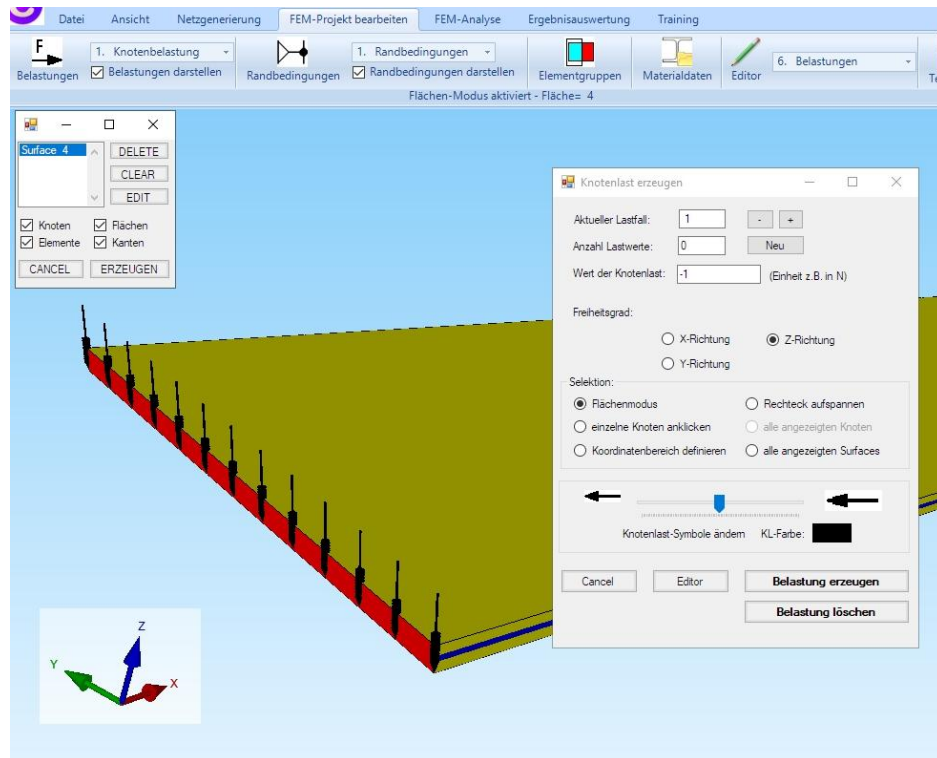 Datei Ansicht Netzgenerierung FEM-Projekt bearbeiten FEM-Analyse Ergebnisauswertung Training
F 1. Knotenbelastung 1. Randbedingungen 6. Belastungen
Belastungen Belastungen darstellen Randbedingungen Randbedingungen darstellen Elementgruppen Materialdaten Editor
Flächen-Modus aktiviert - Fläche= 4
Surface 4 DELETE
CLEAR
EDIT
Knoten Flächen
Elemente Kanten
CANCEL ERZEUGEN
Knotenlast erzeugen
Aktueller Lastfall: 1 - +
Anzahl Lastwerte: 0 Neu
Wert der Knotenlast: -1 (Einheit z.B. in N)
Freiheitsgrad:
X-Richtung Z-Richtung
Y-Richtung
Selektion:
Flächenmodus Rechteck aufspannen
einzelne Knoten anklicken alle angezeigten Knoten
Koordinatenbereich definieren alle angezeigten Surfaces
Knotenlast-Symbole ändern KL-Farbe:
Cancel Editor Belastung erzeugen
Belastung löschen
Z
Y
X